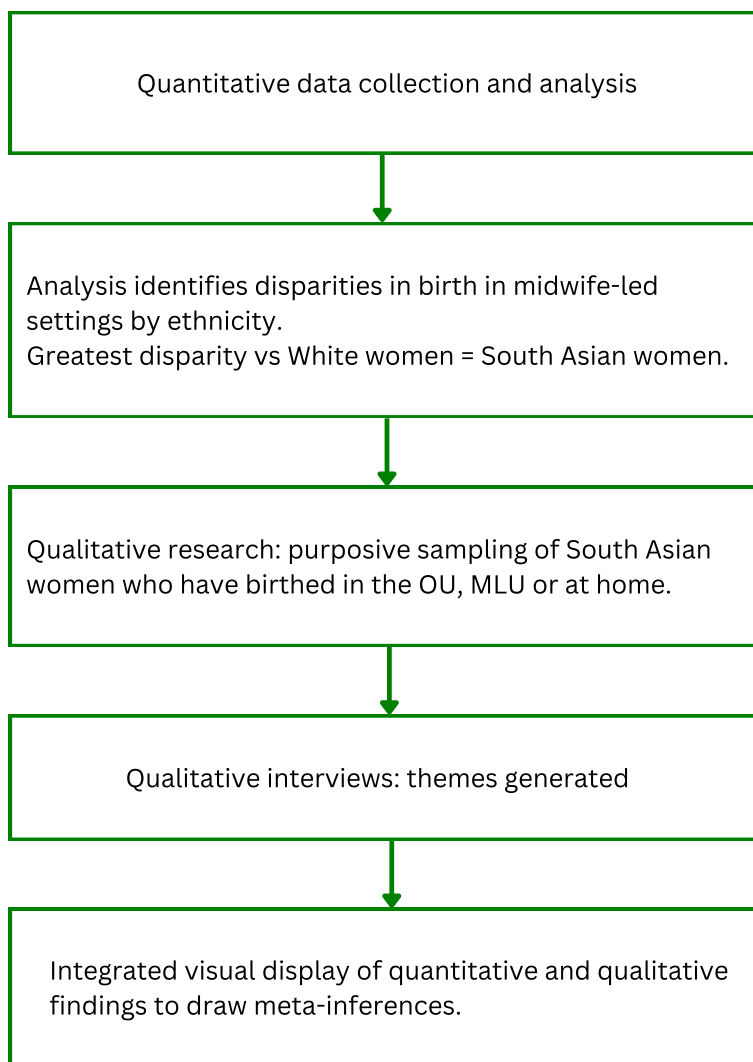 Quantitative data collection and analysis
Analysis identifies disparities in birth in midwife-led
settings by ethnicity.
Greatest disparity vs White women = South Asian women.
Qualitative research: purposive sampling of South Asian
women who have birthed in the OU, MLU or at home.
Qualitative interviews: themes generated
Integrated visual display of quantitative and qualitative
findings to draw meta-inferences.